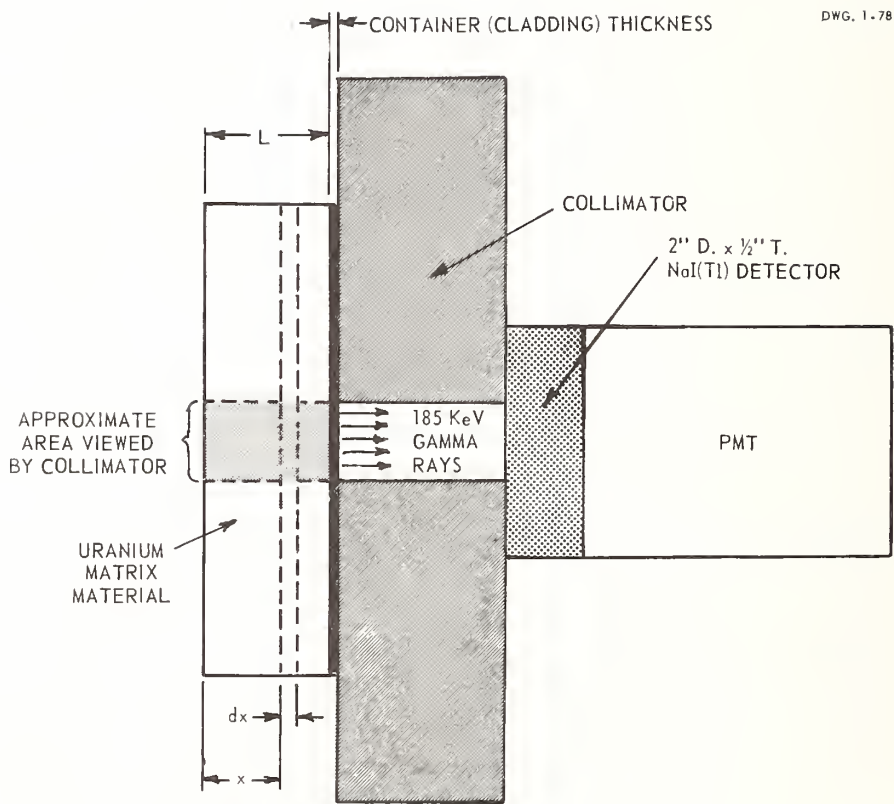 CONTAINER (CLADDING) THICKNESS
DWG. 1-78
L
COLLIMATOR
2" D. x ½" T.
NaI(Tl) DETECTOR
APPROXIMATE
AREA VIEWED
BY COLLIMATOR
185 KeV
GAMMA
RAYS
PMT
URANIUM
MATRIX
MATERIAL
dx
x